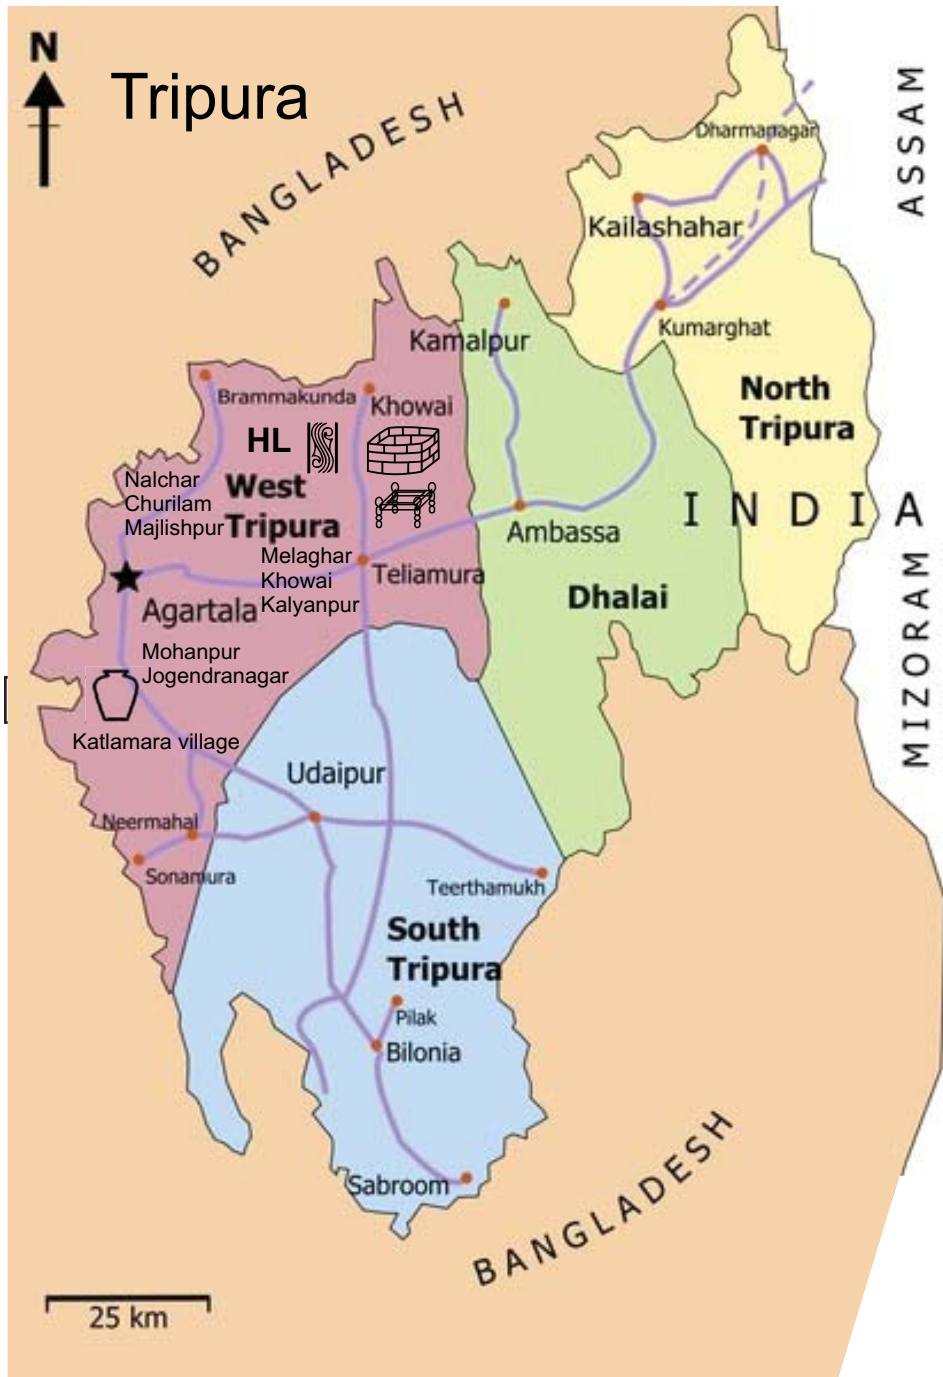 N
Tripura
BANGLADESH
ASSAM
Dharmanagar
Kailashahar
Kumarghat
Kamalpur
North
Tripura
Brammakunda
Khowai
HL
Nalchar
Churilam
Majlishpur
West
Tripura
INDIA
Ambassa
Melaghar
Khowai
Kalyanpur
Teliamura
Agartala
Dhalai
MIZORAM
Mohanpur
Jogendranagar
Katlamara village
Udaipur
Neermahal
Sonamura
Teerthamukh
South
Tripura
Pilak
Bilonia
Sabroom
BANGLADESH
25 km